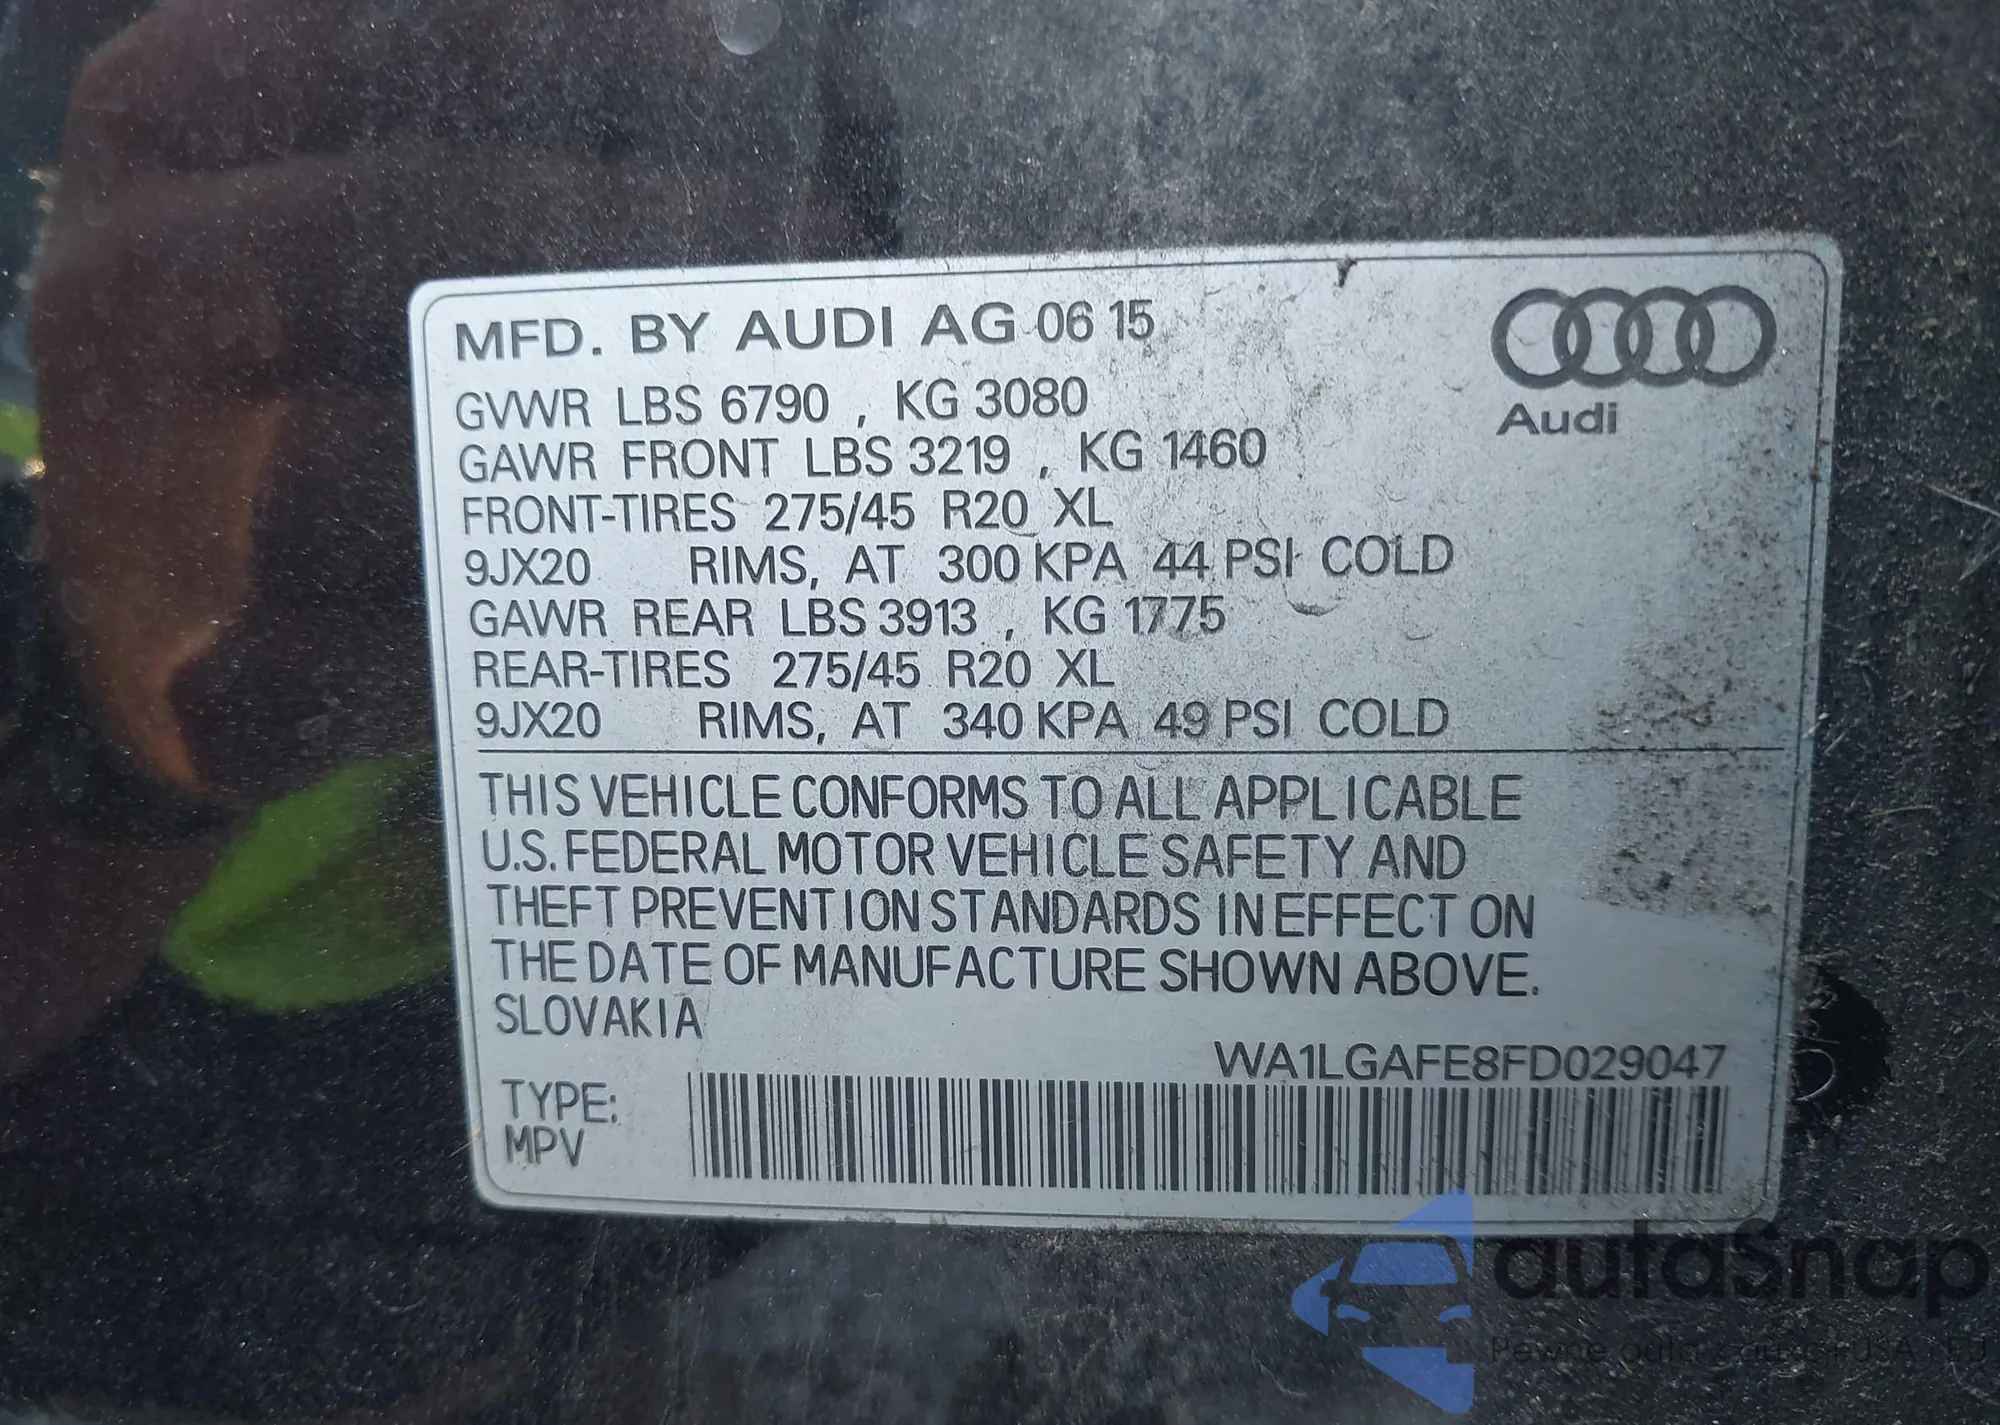 MFD. BY AUDI AG 06 15
GVWR LBS 6790 , KG 3080
GAWR FRONT LBS 3219 , KG 1460
FRONT-TIRES 275/45 R20 XL
9JX20 RIMS, AT 300 KPA 44 PSI COLD
GAWR REAR LBS 3913 , KG 1775
REAR-TIRES 275/45 R20 XL
9JX20 RIMS, AT 340 KPA 49 PSI COLD
Audi
THIS VEHICLE CONFORMS TO ALL APPLICABLE
U.S. FEDERAL MOTOR VEHICLE SAFETY AND
THEFT PREVENTION STANDARDS IN EFFECT ON
THE DATE OF MANUFACTURE SHOWN ABOVE.
SLOVAKIA
WA1LGAFE8FD029047
TYPE:
MPV
autoSnap
Pewne auto z